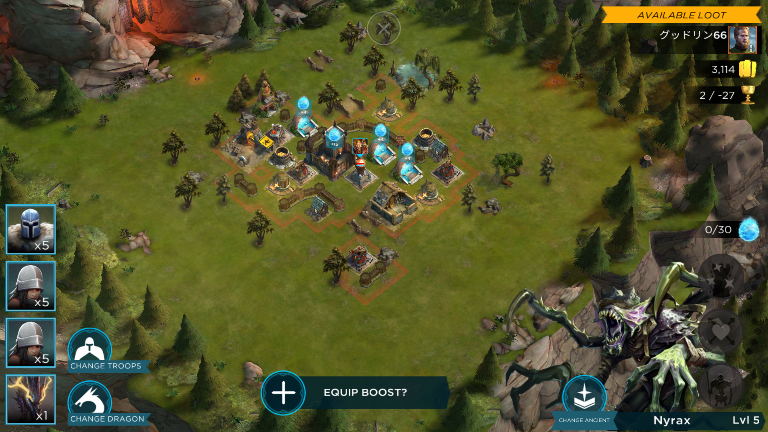 AVAILABLE LOOT
グッドリン66
3,114
2 / -27
0/30
x5
x5
x5
x1
CHANGE TROOPS
CHANGE DRAGON
EQUIP BOOST?
CHANGE ANCIENT
Nyrax
Lvl 5